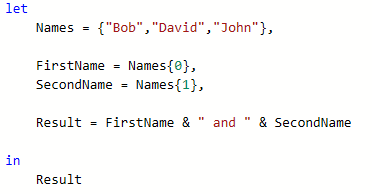 let
    Names = {"Bob","David","John"},
    FirstName = Names{0},
    SecondName = Names{1},
    Result = FirstName & " and " & SecondName
in
    Result